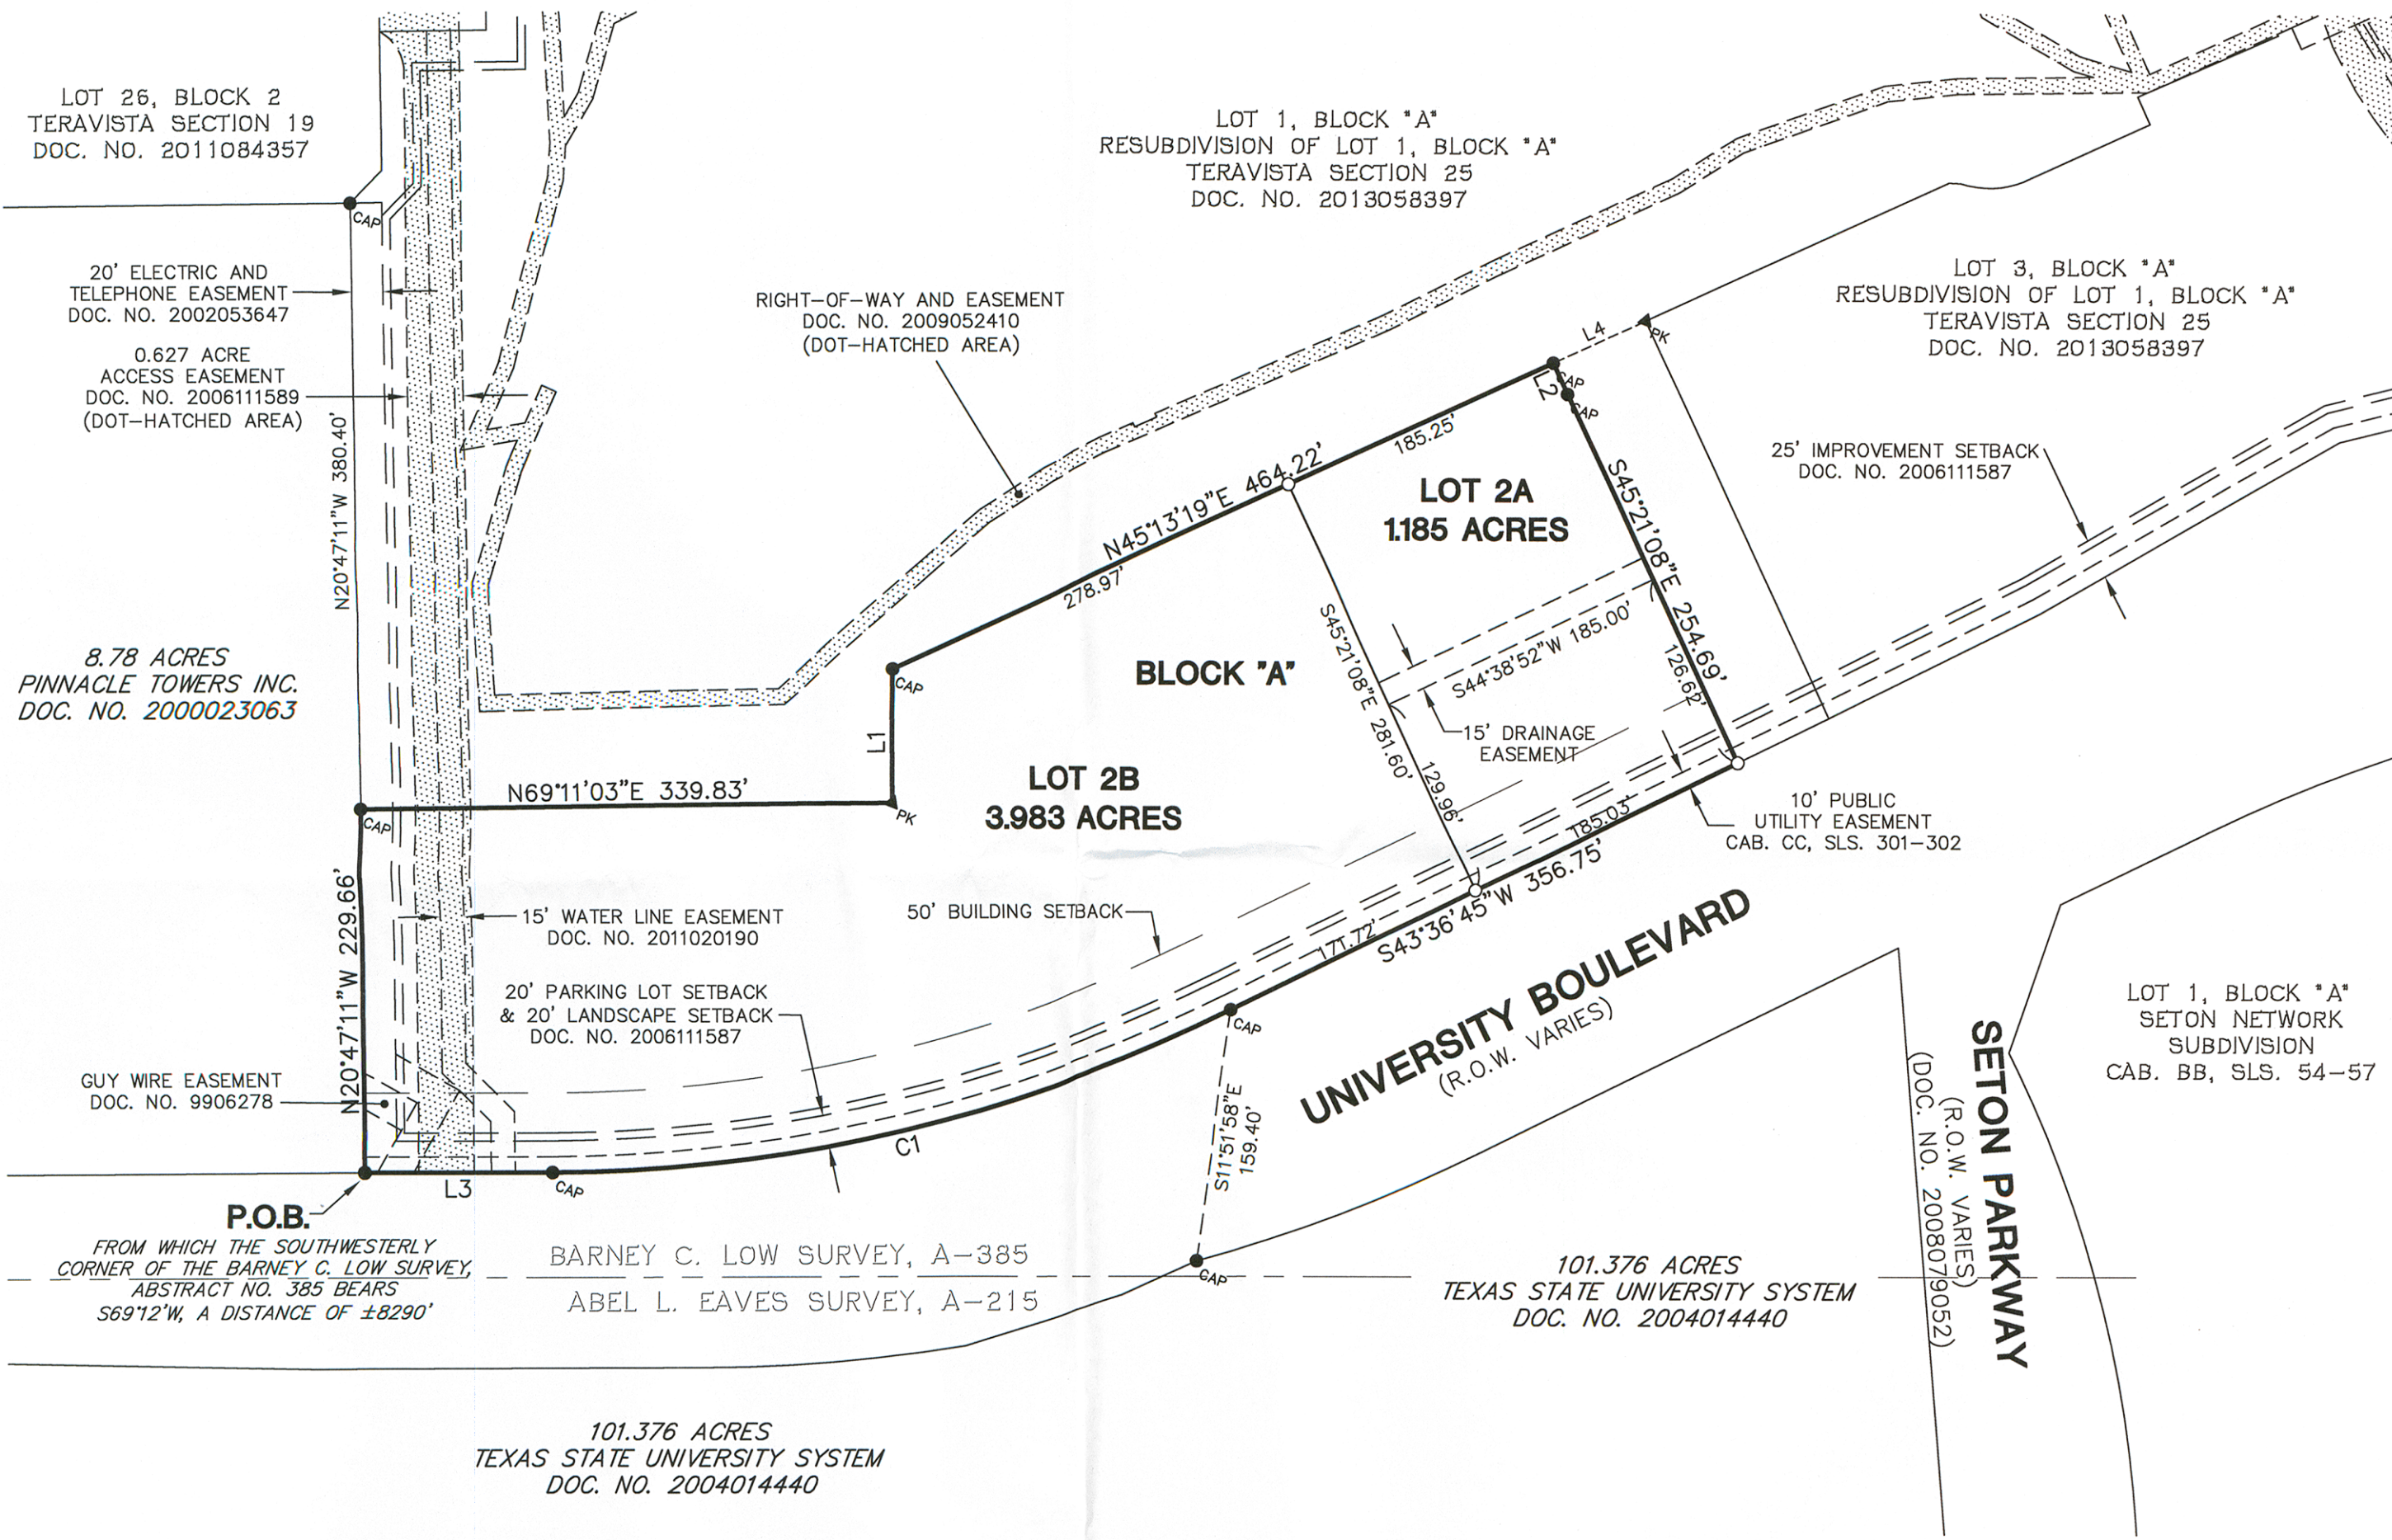 LOT 26, BLOCK 2
TERAVISTA SECTION 19
DOC. NO. 2011084357
CAP
LOT 1, BLOCK "A"
RESUBDIVISION OF LOT 1, BLOCK "A"
TERAVISTA SECTION 25
DOC. NO. 2013058397
LOT 3, BLOCK "A"
RESUBDIVISION OF LOT 1, BLOCK "A"
TERAVISTA SECTION 25
DOC. NO. 2013058397
20' ELECTRIC AND
TELEPHONE EASEMENT
DOC. NO. 2002053647
0.627 ACRE
ACCESS EASEMENT
DOC. NO. 2006111589
(DOT-HATCHED AREA)
N20°47'11"W 380.40'
RIGHT-OF-WAY AND EASEMENT
DOC. NO. 2009052410
(DOT-HATCHED AREA)
L4
PK
L2
CAP
CAP
25' IMPROVEMENT SETBACK
DOC. NO. 2006111587
N45°13'19"E 464.22'
185.25'
278.97'
LOT 2A
1.185 ACRES
S45°21'08"E 254.69'
126.62'
S45°21'08"E 281.60'
129.96'
S44°38'52"W 185.00'
15' DRAINAGE
EASEMENT
8.78 ACRES
PINNACLE TOWERS INC.
DOC. NO. 2000023063
CAP
BLOCK "A"
L1
LOT 2B
3.983 ACRES
N69°11'03"E 339.83'
CAP
PK
10' PUBLIC
UTILITY EASEMENT
CAB. CC, SLS. 301-302
185.03'
S43°36'45"W 356.75'
171.72'
50' BUILDING SETBACK
15' WATER LINE EASEMENT
DOC. NO. 2011020190
N20°47'11"W 229.66'
20' PARKING LOT SETBACK
& 20' LANDSCAPE SETBACK
DOC. NO. 2006111587
GUY WIRE EASEMENT
DOC. NO. 9906278
CAP
UNIVERSITY BOULEVARD
(R.O.W. VARIES)
S11°51'58"E
159.40'
C1
L3
CAP
CAP
SETON PARKWAY
(R.O.W. VARIES)
(DOC. NO. 2008079052)
LOT 1, BLOCK "A"
SETON NETWORK
SUBDIVISION
CAB. BB, SLS. 54-57
P.O.B.
FROM WHICH THE SOUTHWESTERLY
CORNER OF THE BARNEY C. LOW SURVEY,
ABSTRACT NO. 385 BEARS
S69°12'W, A DISTANCE OF ±8290'
BARNEY C. LOW SURVEY, A-385
ABEL L. EAVES SURVEY, A-215
101.376 ACRES
TEXAS STATE UNIVERSITY SYSTEM
DOC. NO. 2004014440
101.376 ACRES
TEXAS STATE UNIVERSITY SYSTEM
DOC. NO. 2004014440